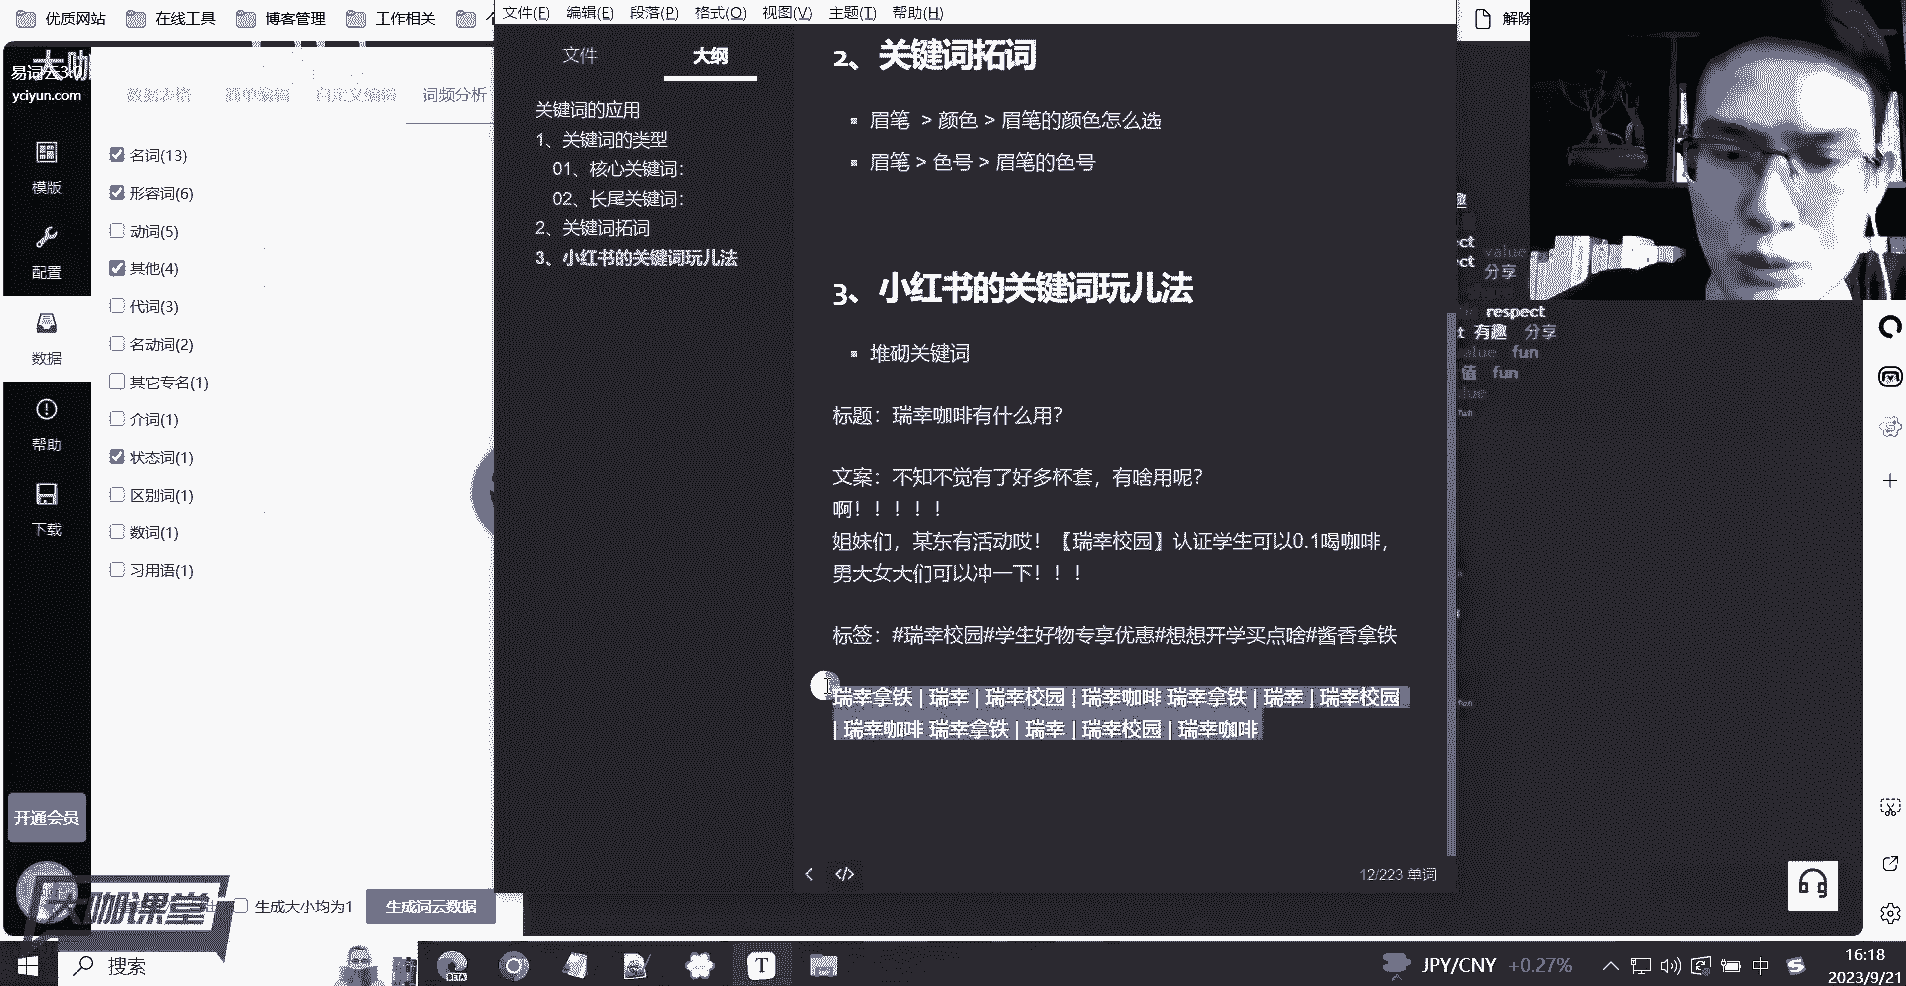 优质网站
在线工具
博客管理
工作相关
文件(F) 编辑(E) 段落(P) 格式(O) 视图(V) 主题(T) 帮助(H)
解除
大咖
易词云3.0
yciyun.com
模版
配置
数据
帮助
下载
开通会员
数据表格
简单编辑
自定义编辑
词频分析
名词(13)
形容词(6)
动词(5)
其他(4)
代词(3)
名动词(2)
其它专名(1)
介词(1)
状态词(1)
区别词(1)
数词(1)
习用语(1)
生成大小均为1
生成词云数据
大咖课堂
文件
大纲
关键词的应用
1、关键词的类型
01、核心关键词:
02、长尾关键词:
2、关键词拓词
3、小红书的关键词玩儿法
2、关键词拓词
眉笔 > 颜色 > 眉笔的颜色怎么选
眉笔 > 色号 > 眉笔的色号
3、小红书的关键词玩儿法
堆砌关键词
标题：瑞幸咖啡有什么用？
文案：不知不觉有了好多杯套，有啥用呢？
啊！！！！！
姐妹们，某东有活动哎！【瑞幸校园】认证学生可以0.1喝咖啡，
男大女大们可以冲一下！！！
标签：#瑞幸校园#学生好物专享优惠#想想开学买点啥#酱香拿铁
瑞幸拿铁 | 瑞幸 | 瑞幸校园 | 瑞幸咖啡 瑞幸拿铁 | 瑞幸 | 瑞幸校园
| 瑞幸咖啡 瑞幸拿铁 | 瑞幸 | 瑞幸校园 | 瑞幸咖啡
12/223 单词
value
分享
respect
有趣 分享
fun
值 fun
搜索
BETA
T
JPY/CNY +0.27%
中
16:18
2023/9/21